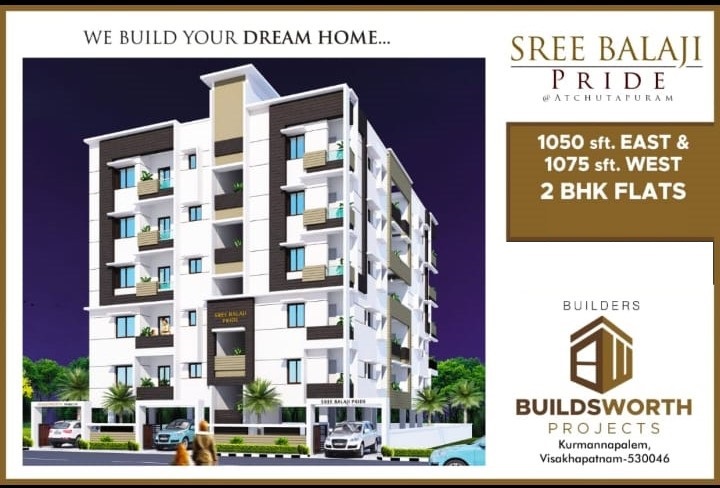 WE BUILD YOUR DREAM HOME...
SREE BALAJI
PRIDE
@ ATCHUTAPURAM
1050 sft. EAST &
1075 sft. WEST
2 BHK FLATS
SREE BALAJI
PRIDE
SREE BALAJI PRIDE
BUILDERS
BW
BUILDSWORTH
PROJECTS
Kurmannapalem,
Visakhapatnam-530046